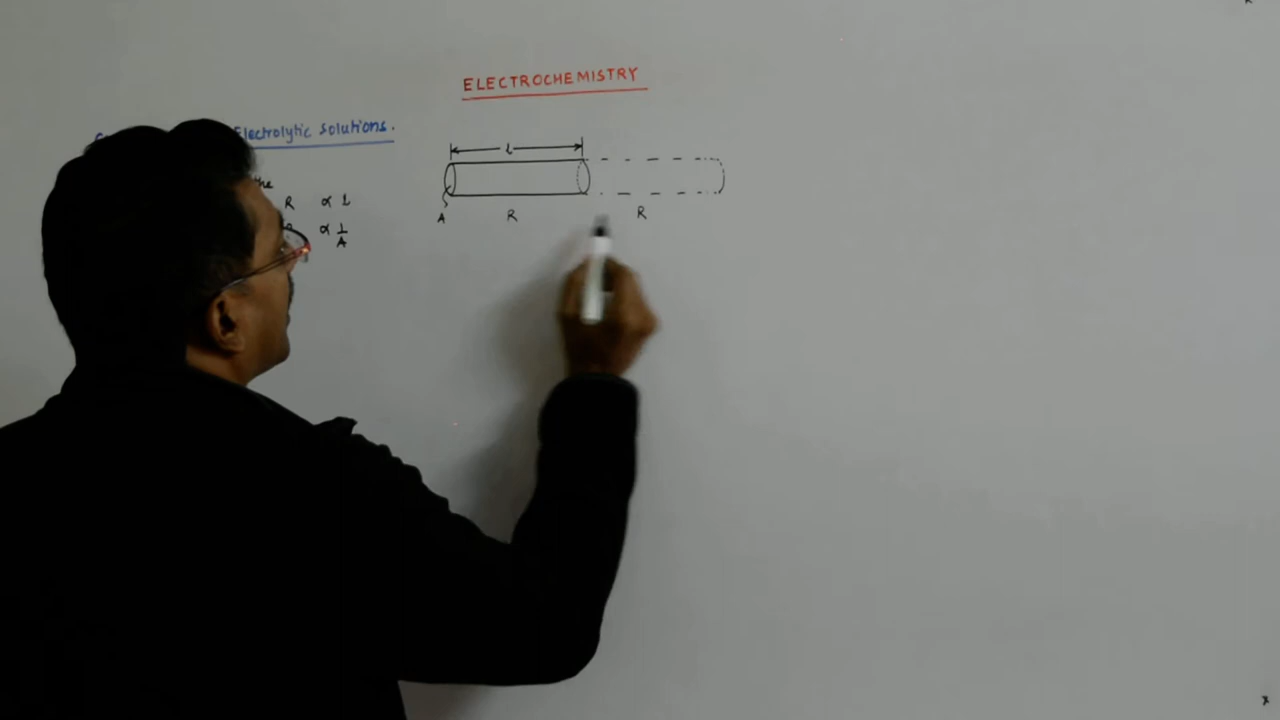 ELECTROCHEMISTRY
Electrolytic Solutions.
the
R ∝ l
∝ 1/A
l
A R R